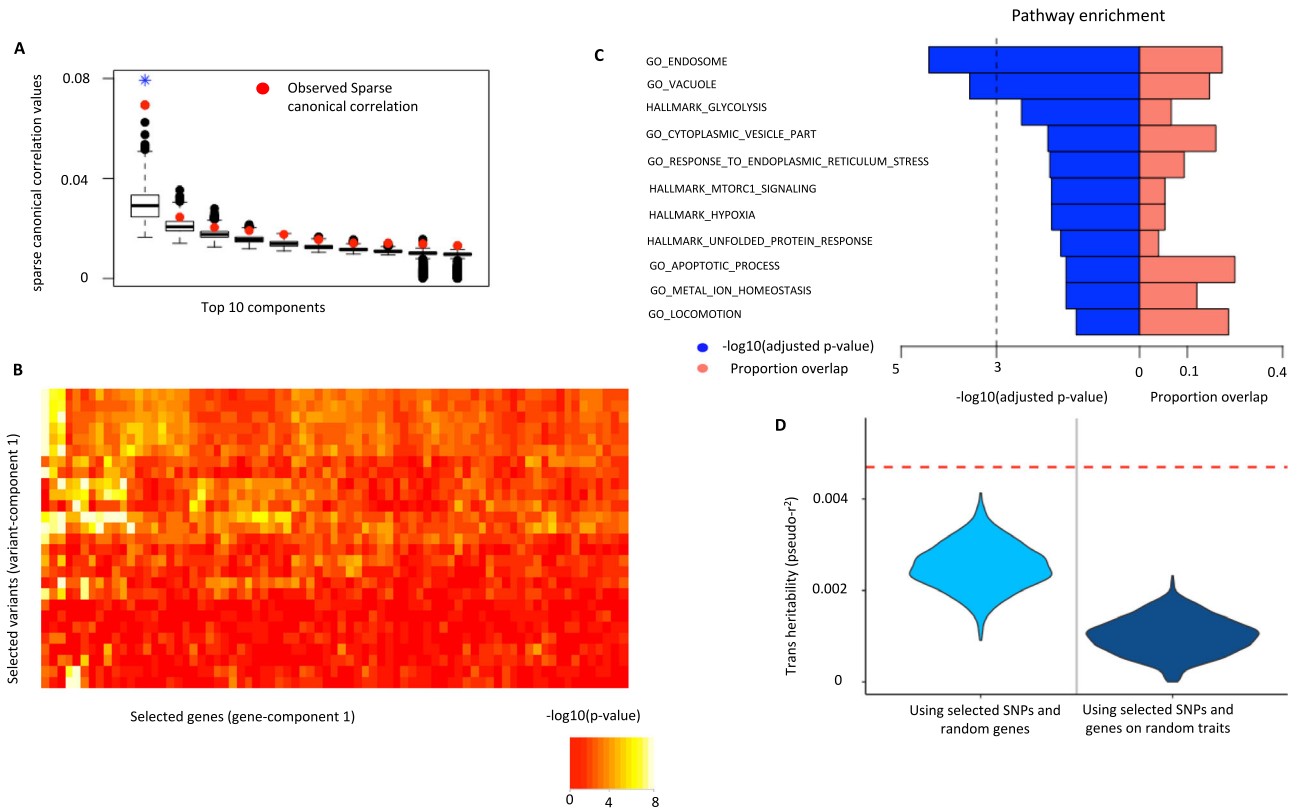 A
sparse canonical correlation values
0.08
0.04
0
Observed Sparse
canonical correlation
Top 10 components
B
Selected variants (variant-component 1)
Selected genes (gene-component 1)
-log10(p-value)
0 4 8
C
Pathway enrichment
GO_ENDOSOME
GO_VACUOLE
HALLMARK_GLYCOLYSIS
GO_CYTOPLASMIC_VESICLE_PART
GO_RESPONSE_TO_ENDOPLASMIC_RETICULUM_STRESS
HALLMARK_MTORC1_SIGNALING
HALLMARK_HYPOXIA
HALLMARK_UNFOLDED_PROTEIN_RESPONSE
GO_APOPTOTIC_PROCESS
GO_METAL_ION_HOMEOSTASIS
GO_LOCOMOTION
-log10(adjusted p-value)
Proportion overlap
5 3 0 0.1 0.4
-log10(adjusted p-value) Proportion overlap
D
Trans heritability (pseudo-r²)
0.004
0.002
0
Using selected SNPs and
random genes
Using selected SNPs and
genes on random traits